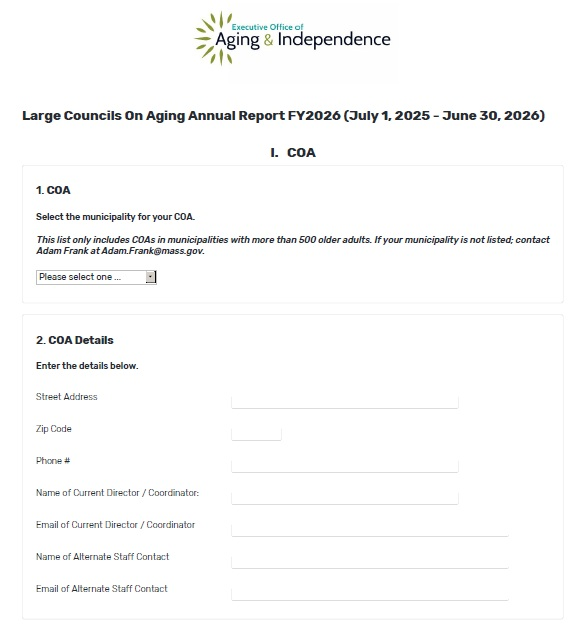 Executive Office of
Aging & Independence
Large Councils On Aging Annual Report FY2026 (July 1, 2025 - June 30, 2026)
I. COA
1. COA
Select the municipality for your COA.
This list only includes COAs in municipalities with more than 500 older adults. If your municipality is not listed; contact
Adam Frank at Adam.Frank@mass.gov.
Please select one ...
2. COA Details
Enter the details below.
Street Address
Zip Code
Phone #
Name of Current Director / Coordinator:
Email of Current Director / Coordinator
Name of Alternate Staff Contact
Email of Alternate Staff Contact